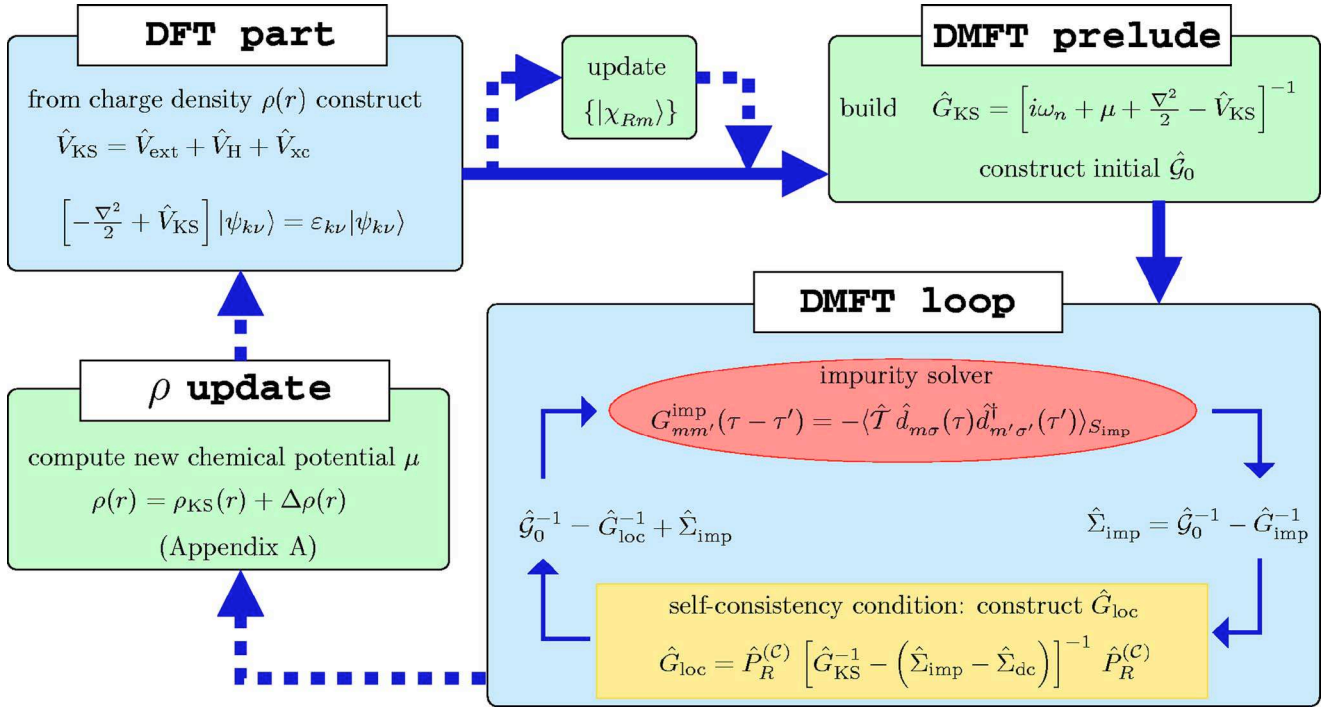 DFT part
from charge density ρ(r) construct
V̂_KS = V̂_ext + V̂_H + V̂_xc
[−∇²/2 + V̂_KS] |ψ_kν⟩ = ε_kν|ψ_kν⟩
update
{|χ_Rm⟩}
DMFT prelude
build Ĝ_KS = [iω_n + μ + ∇²/2 − V̂_KS]⁻¹
construct initial 𝒢̂_0
DMFT loop
impurity solver
G^imp_mm′(τ − τ′) = −⟨𝒯̂ d̂_mσ(τ)d̂†_m′σ′(τ′)⟩_S_imp
𝒢̂_0⁻¹ − Ĝ_loc⁻¹ + Σ̂_imp
Σ̂_imp = 𝒢̂_0⁻¹ − Ĝ_imp⁻¹
self-consistency condition: construct Ĝ_loc
Ĝ_loc = P̂_R^(𝒞) [Ĝ_KS⁻¹ − (Σ̂_imp − Σ̂_dc)]⁻¹ P̂_R^(𝒞)
ρ update
compute new chemical potential μ
ρ(r) = ρ_KS(r) + Δρ(r)
(Appendix A)